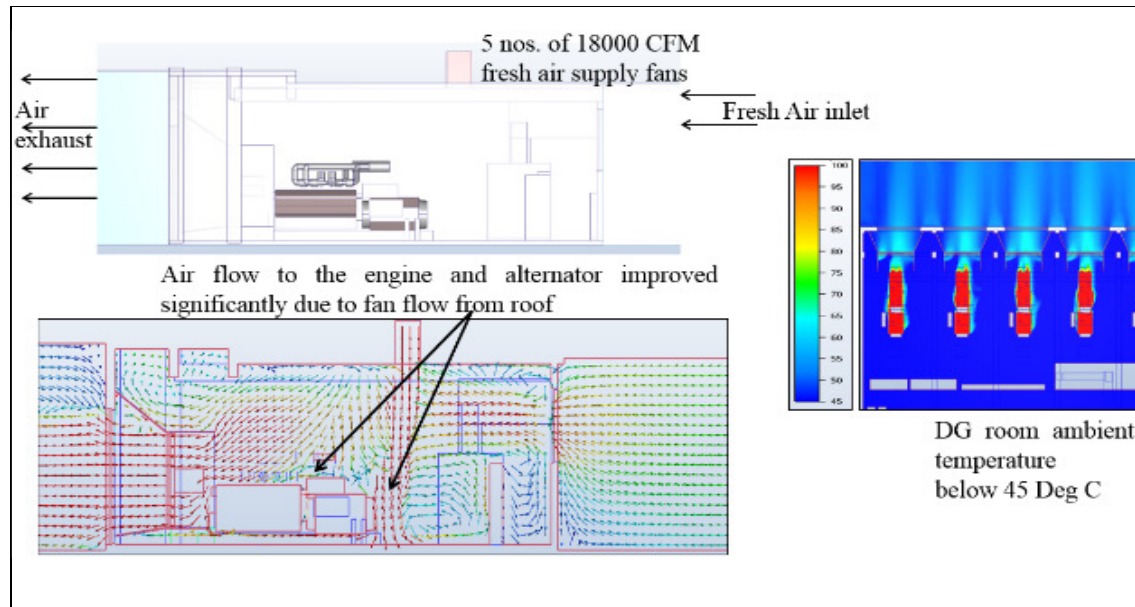 5 nos. of 18000 CFM
fresh air supply fans
Air
exhaust
Fresh Air inlet
Air flow to the engine and alternator improved
significantly due to fan flow from roof
100
95
90
85
80
75
70
65
60
55
50
45
DG room ambient
temperature
below 45 Deg C